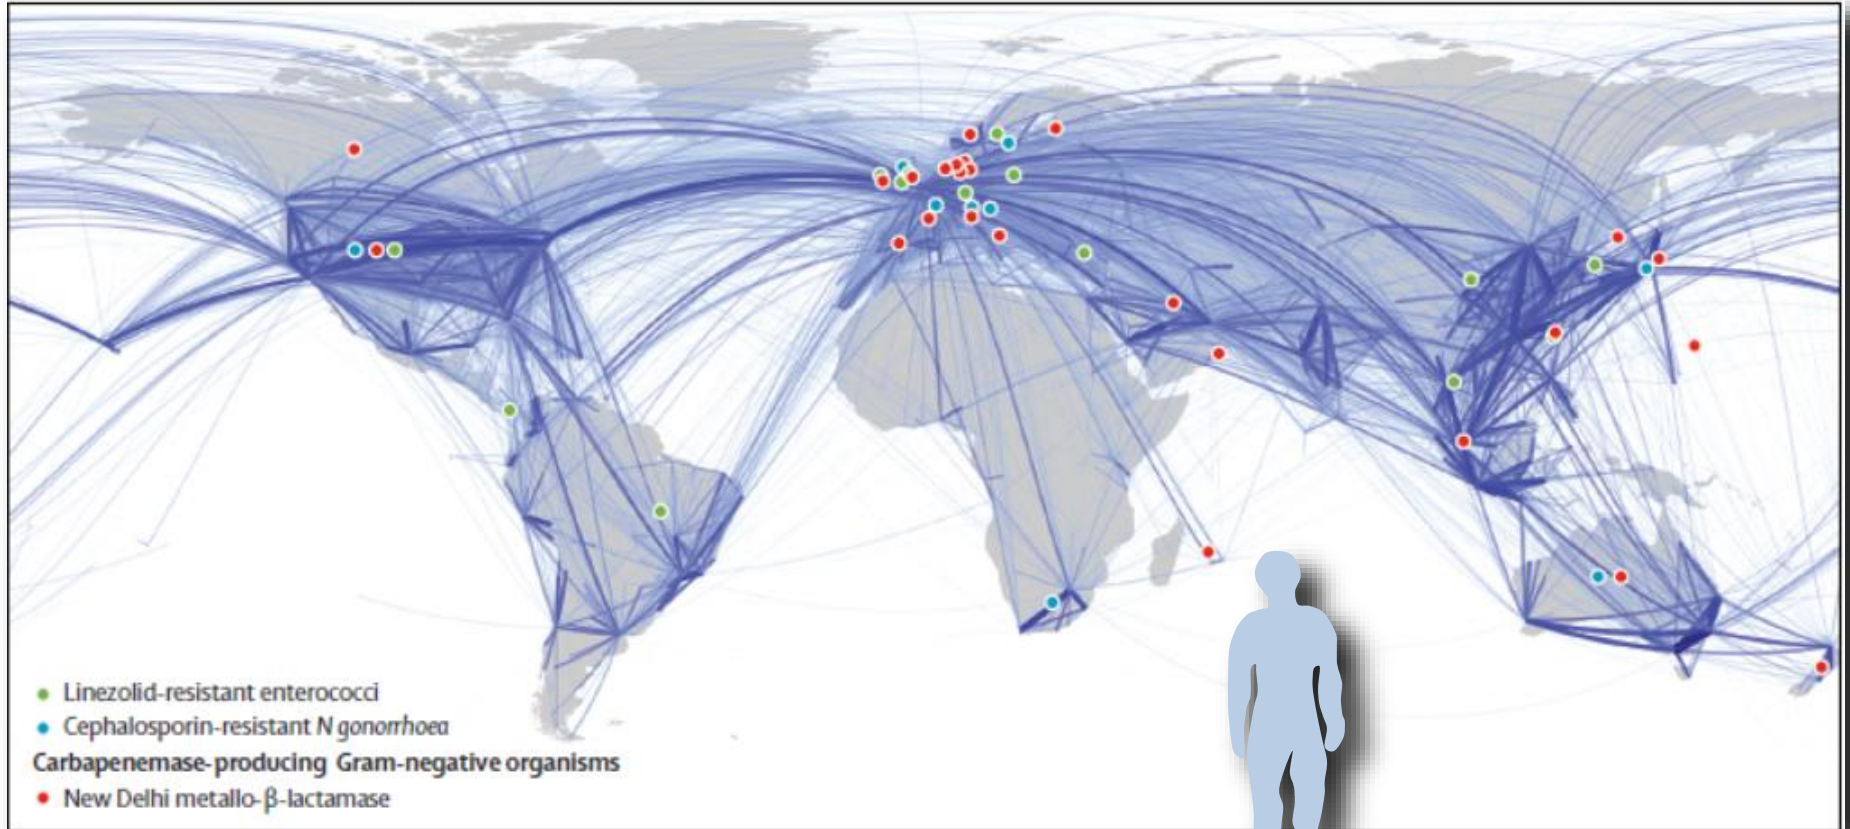 Linezolid-resistant enterococci
Cephalosporin-resistant N gonorrhoea
Carbapenemase-producing Gram-negative organisms
New Delhi metallo-β-lactamase